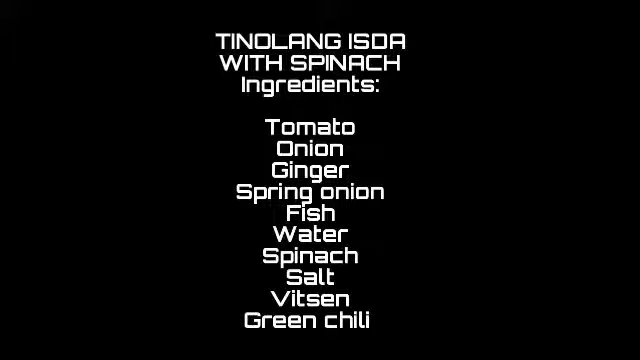 TINOLANG ISDA
WITH SPINACH
Ingredients:
Tomato
Onion
Ginger
Spring onion
Fish
Water
Spinach
Salt
Vitsen
Green chili